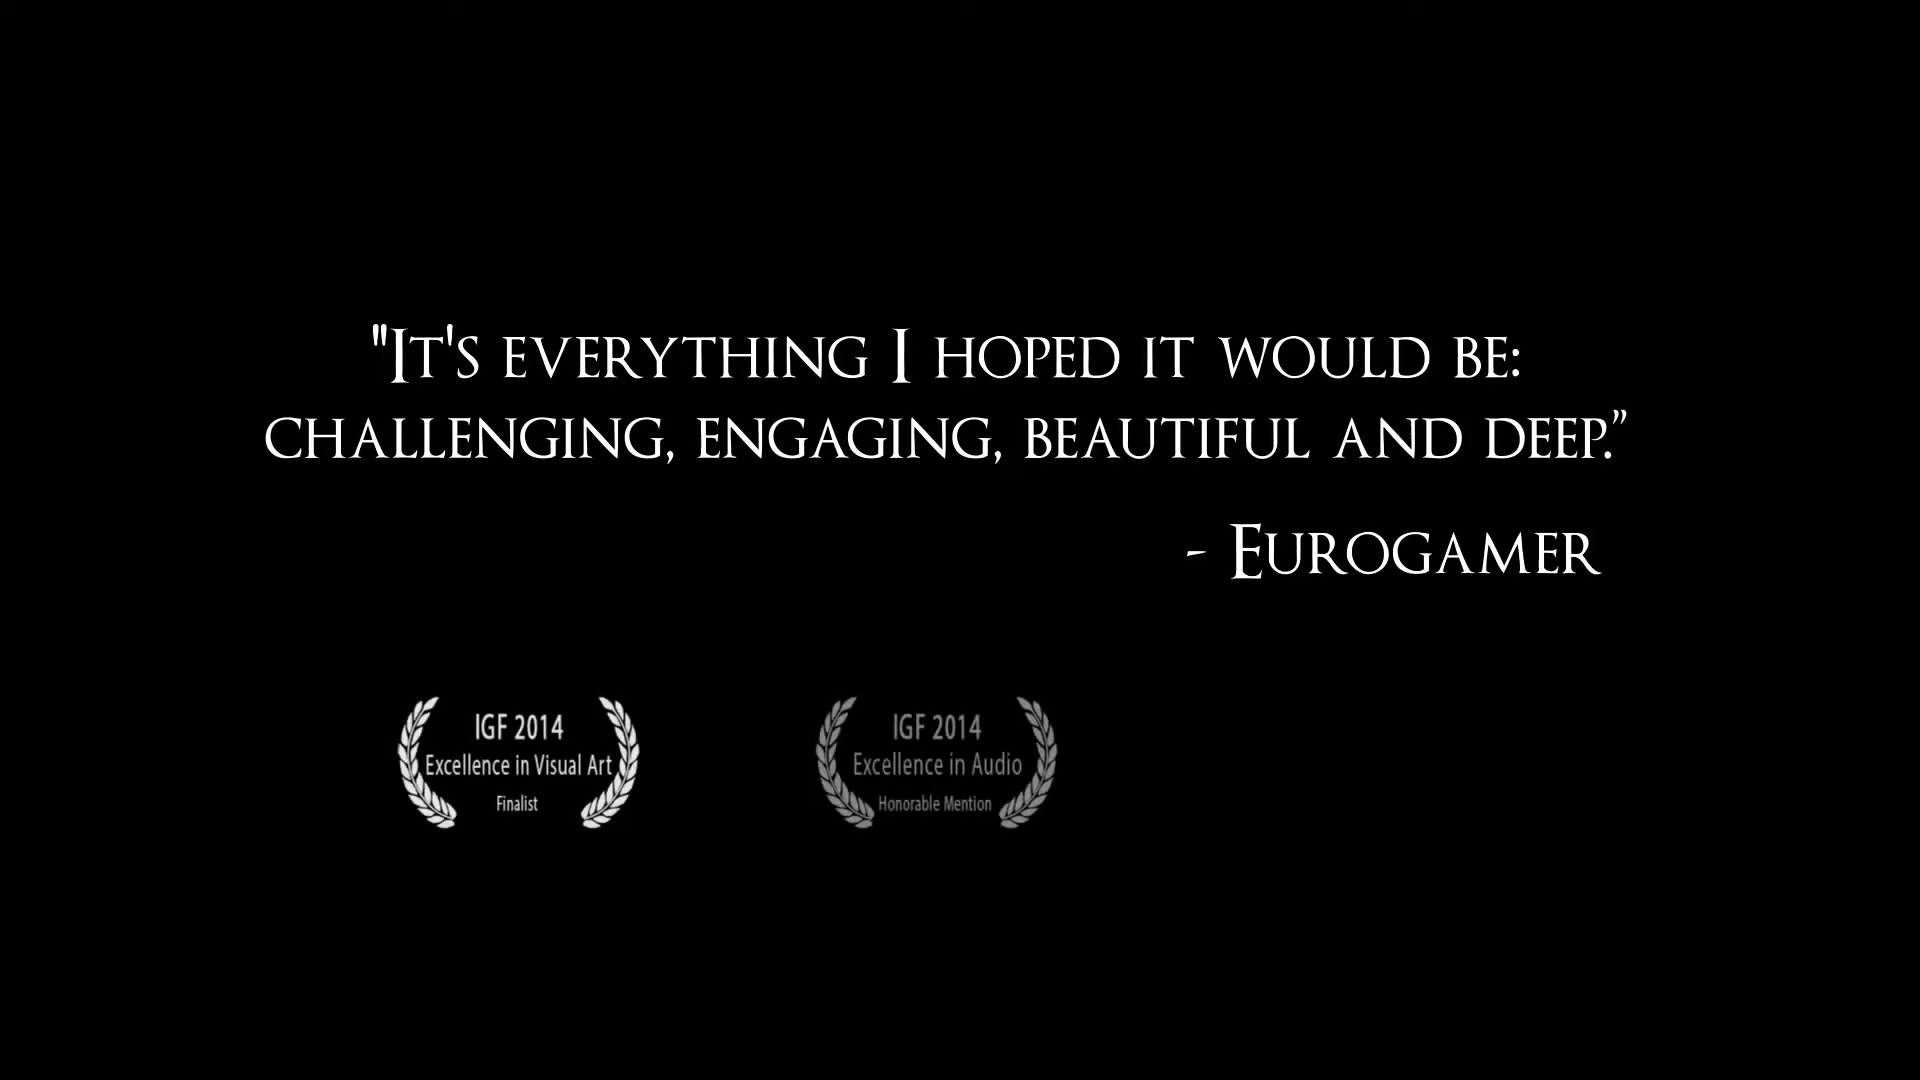 "It's everything I hoped it would be:
challenging, engaging, beautiful and deep.”
- Eurogamer
IGF 2014
Excellence in Visual Art
Finalist
IGF 2014
Excellence in Audio
Honorable Mention